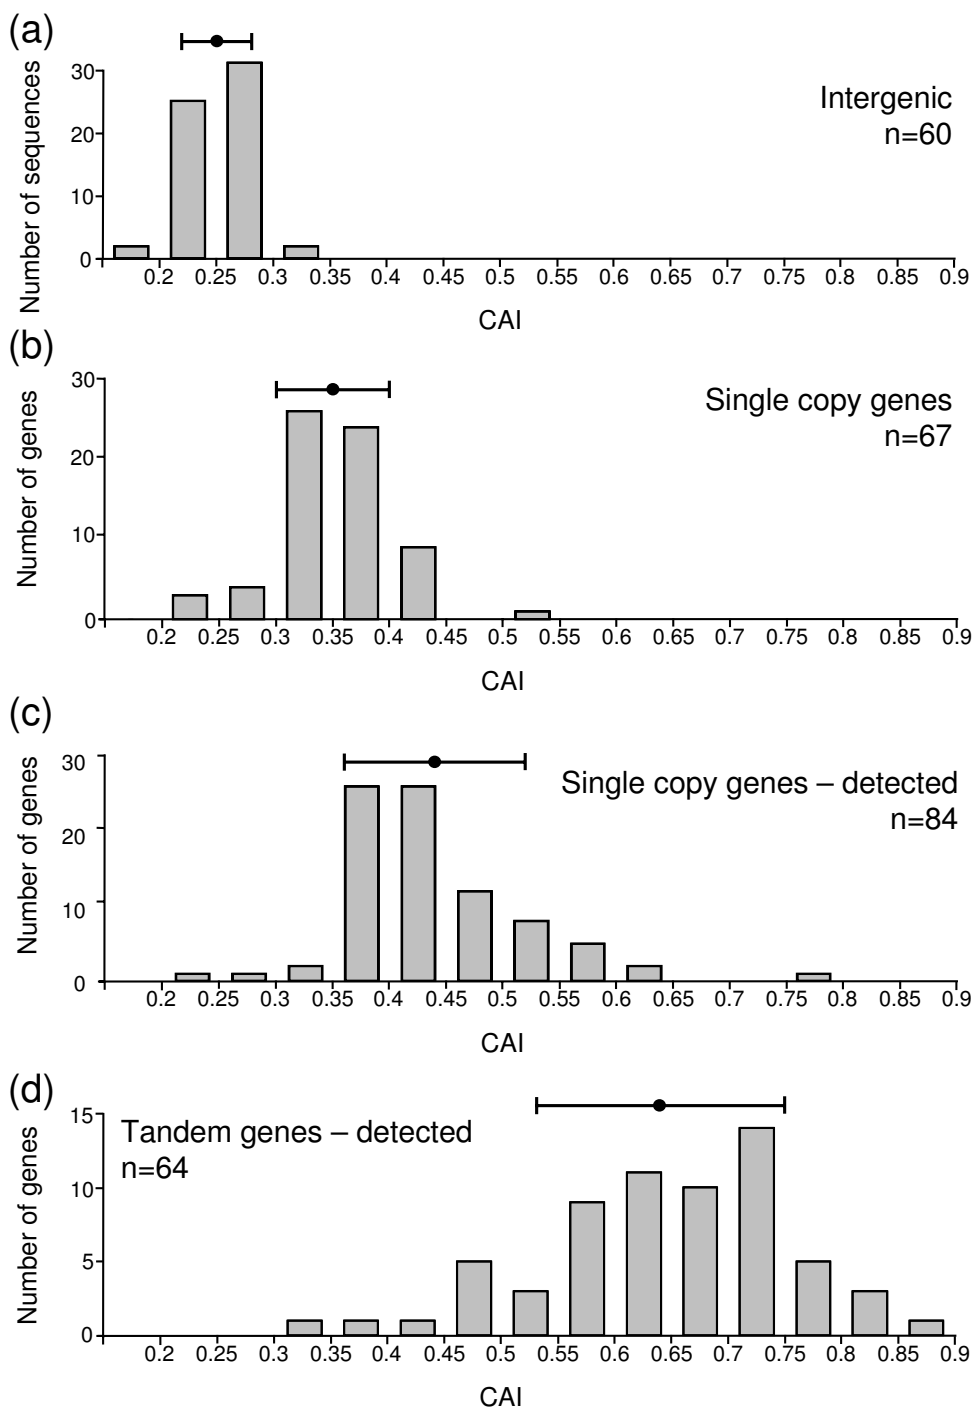 (a)
Number of sequences
30
20
10
0
Intergenic
n=60
0.2 0.25 0.3 0.35 0.4 0.45 0.5 0.55 0.6 0.65 0.7 0.75 0.8 0.85 0.9
CAI
(b)
Number of genes
30
20
10
0
Single copy genes
n=67
0.2 0.25 0.3 0.35 0.4 0.45 0.5 0.55 0.6 0.65 0.7 0.75 0.8 0.85 0.9
CAI
(c)
Number of genes
30
20
10
0
Single copy genes – detected
n=84
0.2 0.25 0.3 0.35 0.4 0.45 0.5 0.55 0.6 0.65 0.7 0.75 0.8 0.85 0.9
CAI
(d)
Number of genes
15
10
5
0
Tandem genes – detected
n=64
0.2 0.25 0.3 0.35 0.4 0.45 0.5 0.55 0.6 0.65 0.7 0.75 0.8 0.85 0.9
CAI